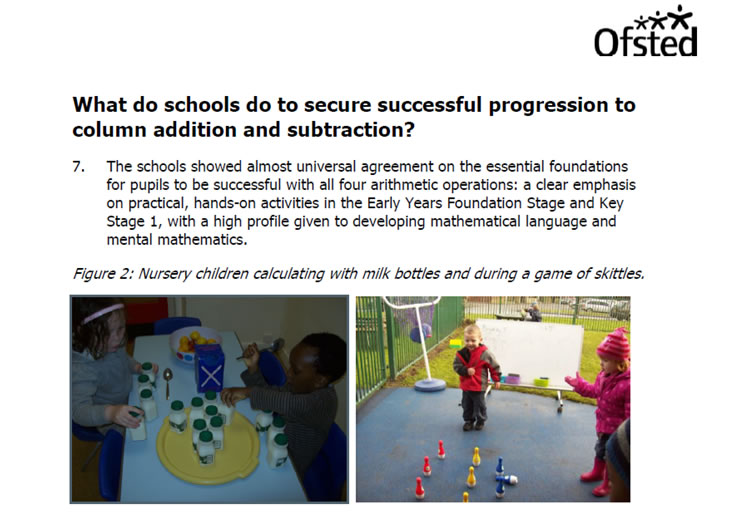 Ofsted
What do schools do to secure successful progression to
column addition and subtraction?
7. The schools showed almost universal agreement on the essential foundations
for pupils to be successful with all four arithmetic operations: a clear emphasis
on practical, hands-on activities in the Early Years Foundation Stage and Key
Stage 1, with a high profile given to developing mathematical language and
mental mathematics.
Figure 2: Nursery children calculating with milk bottles and during a game of skittles.